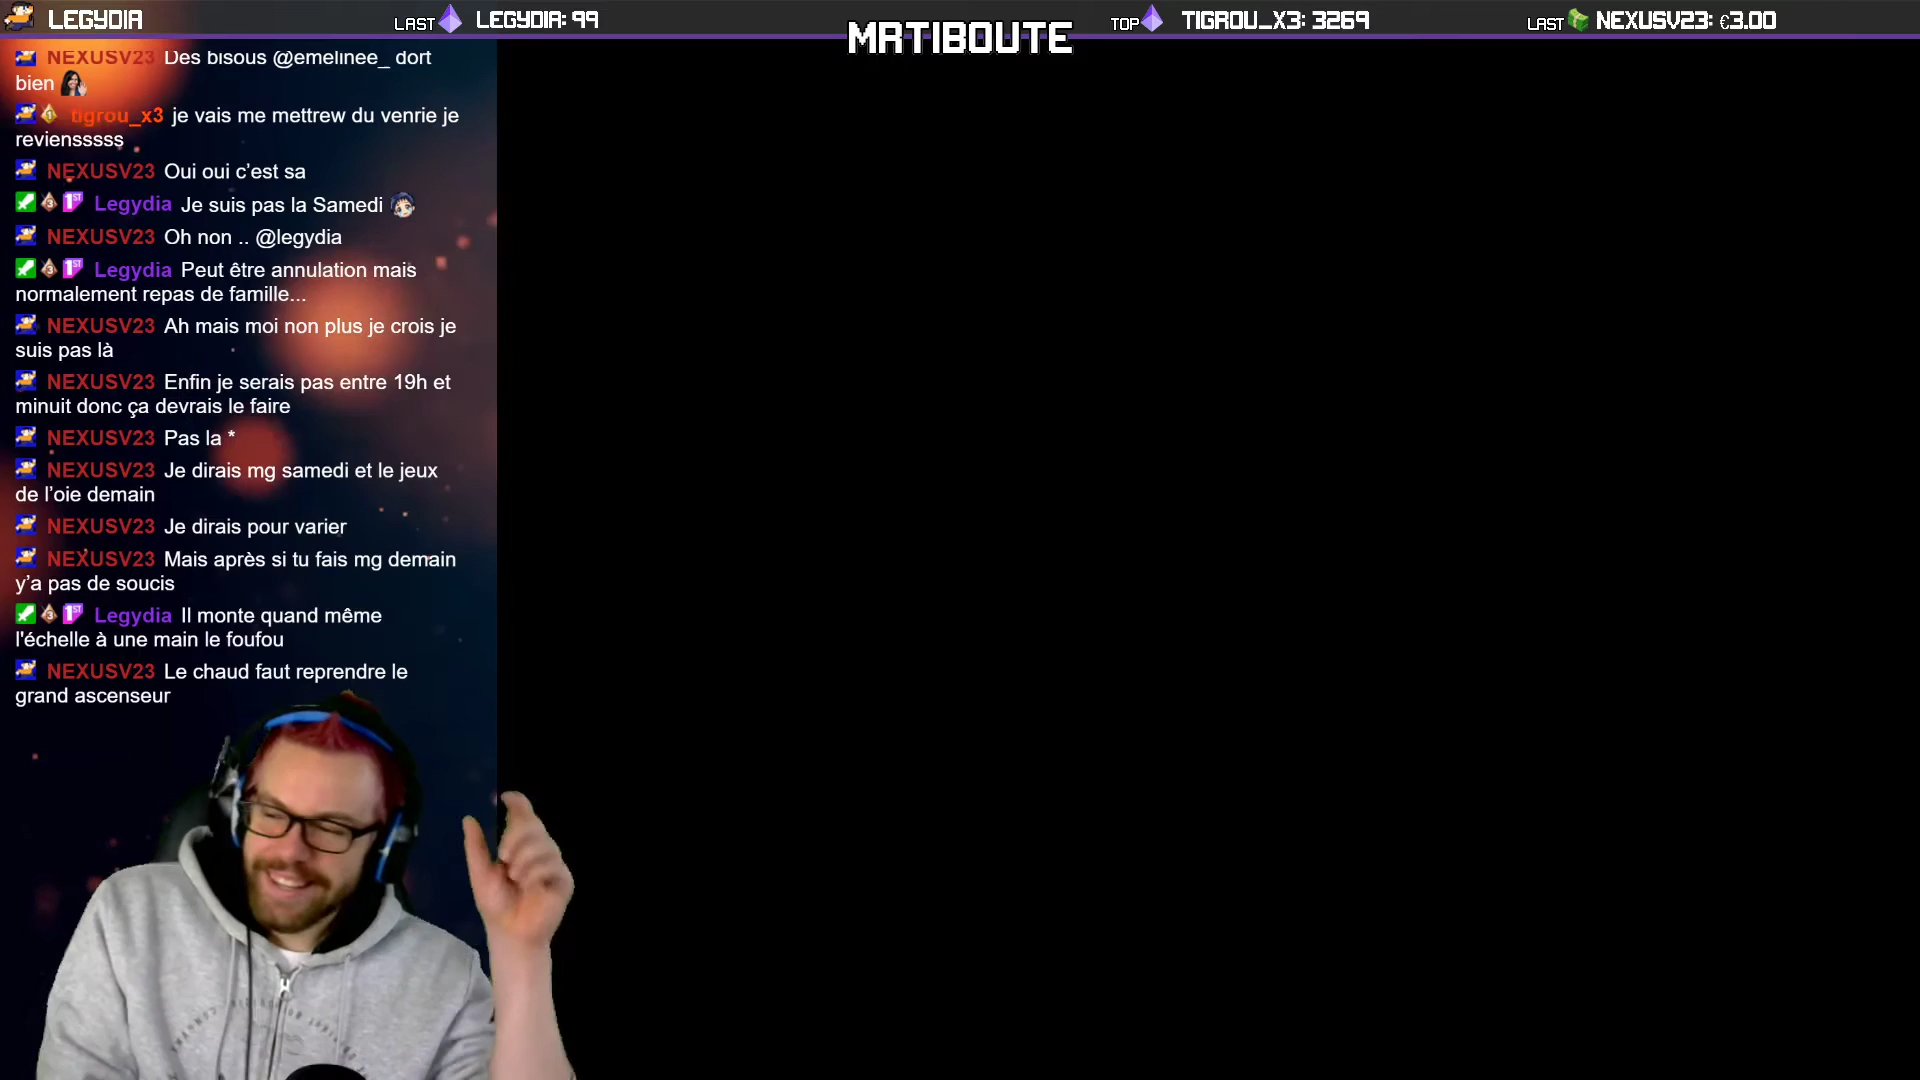 LEGYDIA
LAST LEGYDIA: 99
MRTIBOUTE
TOP TIGROU_X3: 3269
LAST NEXUSV23: €3.00
NEXUSV23 Des bisous @emelinee_ dort
bien
tigrou_x3 je vais me mettrew du venrie je
reviensssss
NEXUSV23 Oui oui c’est sa
Legydia Je suis pas la Samedi
NEXUSV23 Oh non .. @legydia
Legydia Peut être annulation mais
normalement repas de famille...
NEXUSV23 Ah mais moi non plus je crois je
suis pas là
NEXUSV23 Enfin je serais pas entre 19h et
minuit donc ça devrais le faire
NEXUSV23 Pas la *
NEXUSV23 Je dirais mg samedi et le jeux
de l’oie demain
NEXUSV23 Je dirais pour varier
NEXUSV23 Mais après si tu fais mg demain
y’a pas de soucis
Legydia Il monte quand même
l'échelle à une main le foufou
NEXUSV23 Le chaud faut reprendre le
grand ascenseur